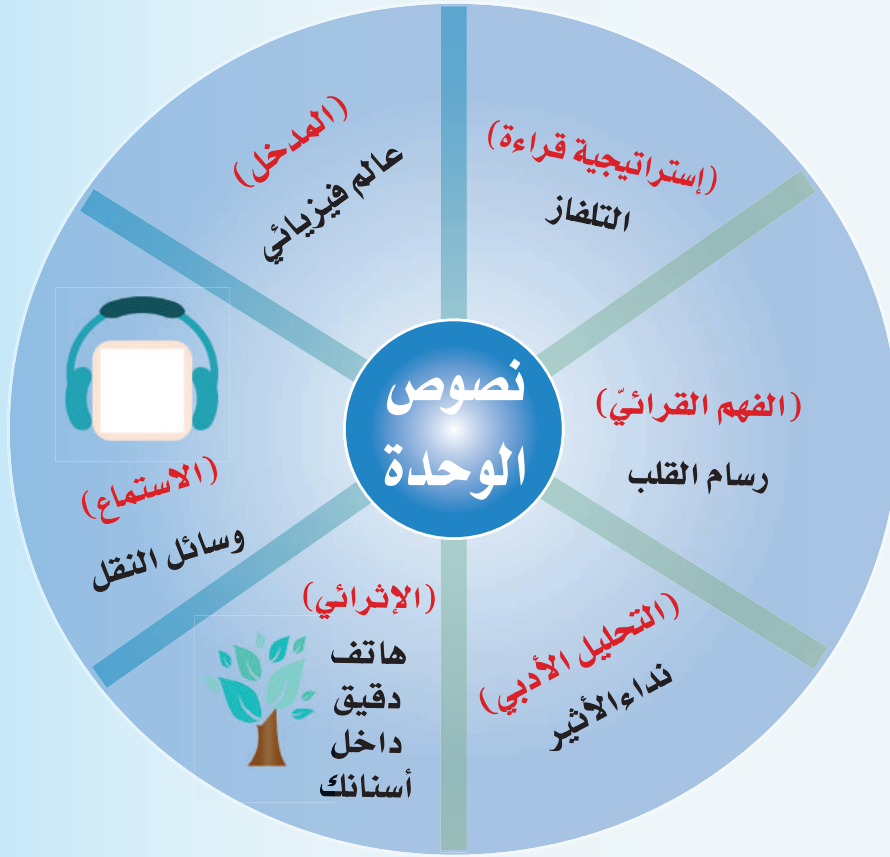 نصوص
الوحدة
(المدخل)
عالم فيزيائي
(إستراتيجية قراءة)
التلفاز
(الفهم القرائيّ)
رسام القلب
(التحليل الأدبي)
نداء الأثير
(الإثرائي)
هاتف
دقيق
داخل
أسنانك
(الاستماع)
وسائل النقل